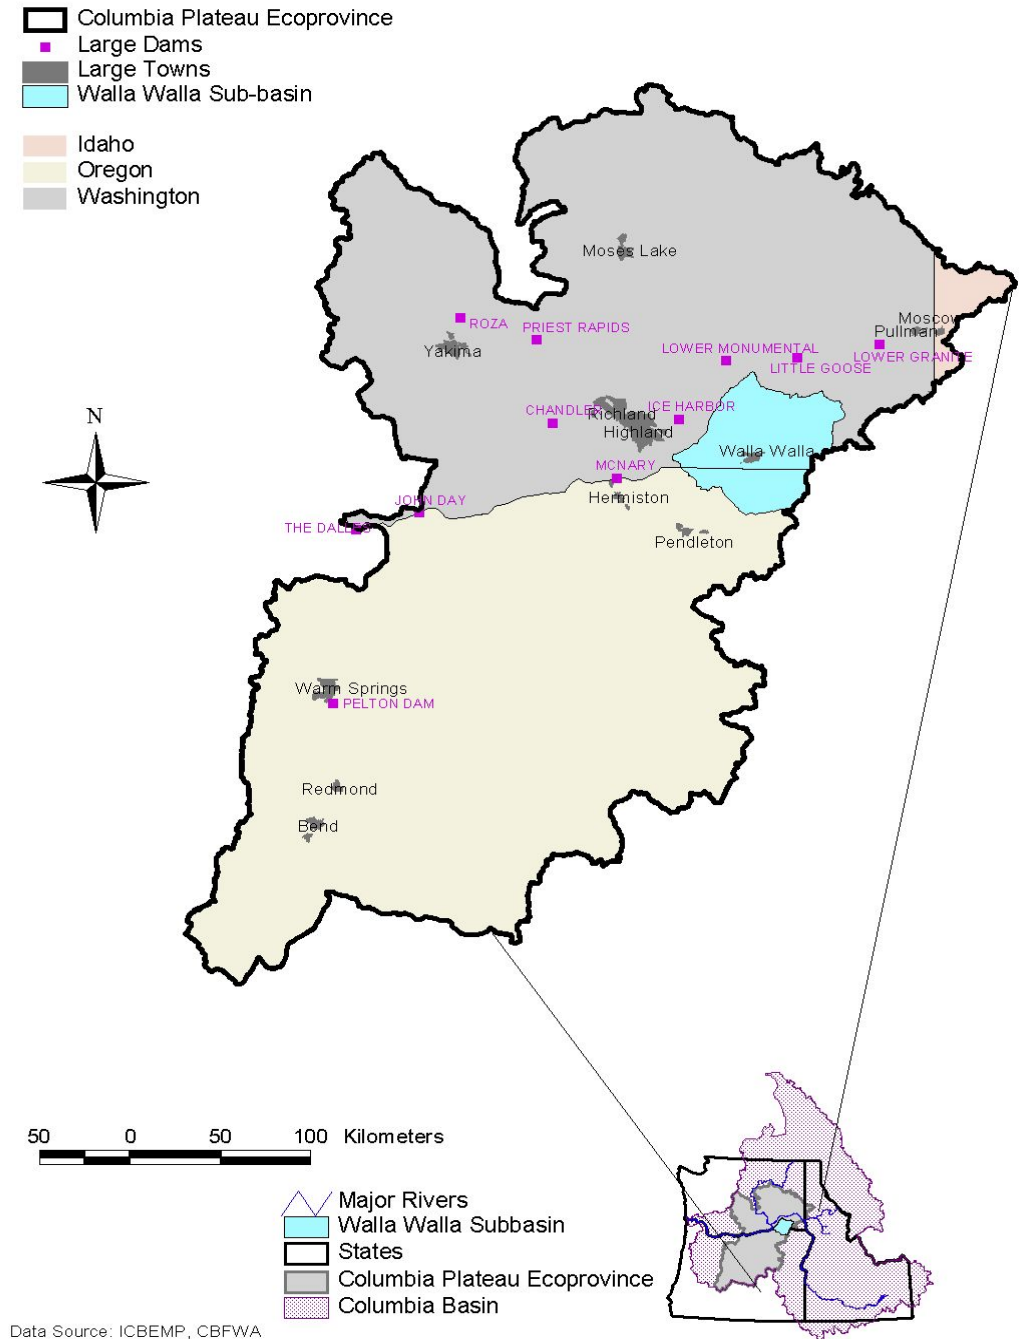 Columbia Plateau Ecoprovince
Large Dams
Large Towns
Walla Walla Sub-basin
Idaho
Oregon
Washington
Moses Lake
ROZA
PRIEST RAPIDS
Yakima
Moscow
Pullman
LOWER MONUMENTAL
LITTLE GOOSE
LOWER GRANITE
CHANDLER
Richland
ICE HARBOR
Highland
Walla Walla
N
MCNARY
Hermiston
JOHN DAY
THE DALLES
Pendleton
Warm Springs
PELTON DAM
Redmond
Bend
50 0 50 100 Kilometers
Major Rivers
Walla Walla Subbasin
States
Columbia Plateau Ecoprovince
Columbia Basin
Data Source: ICBEMP, CBFWA